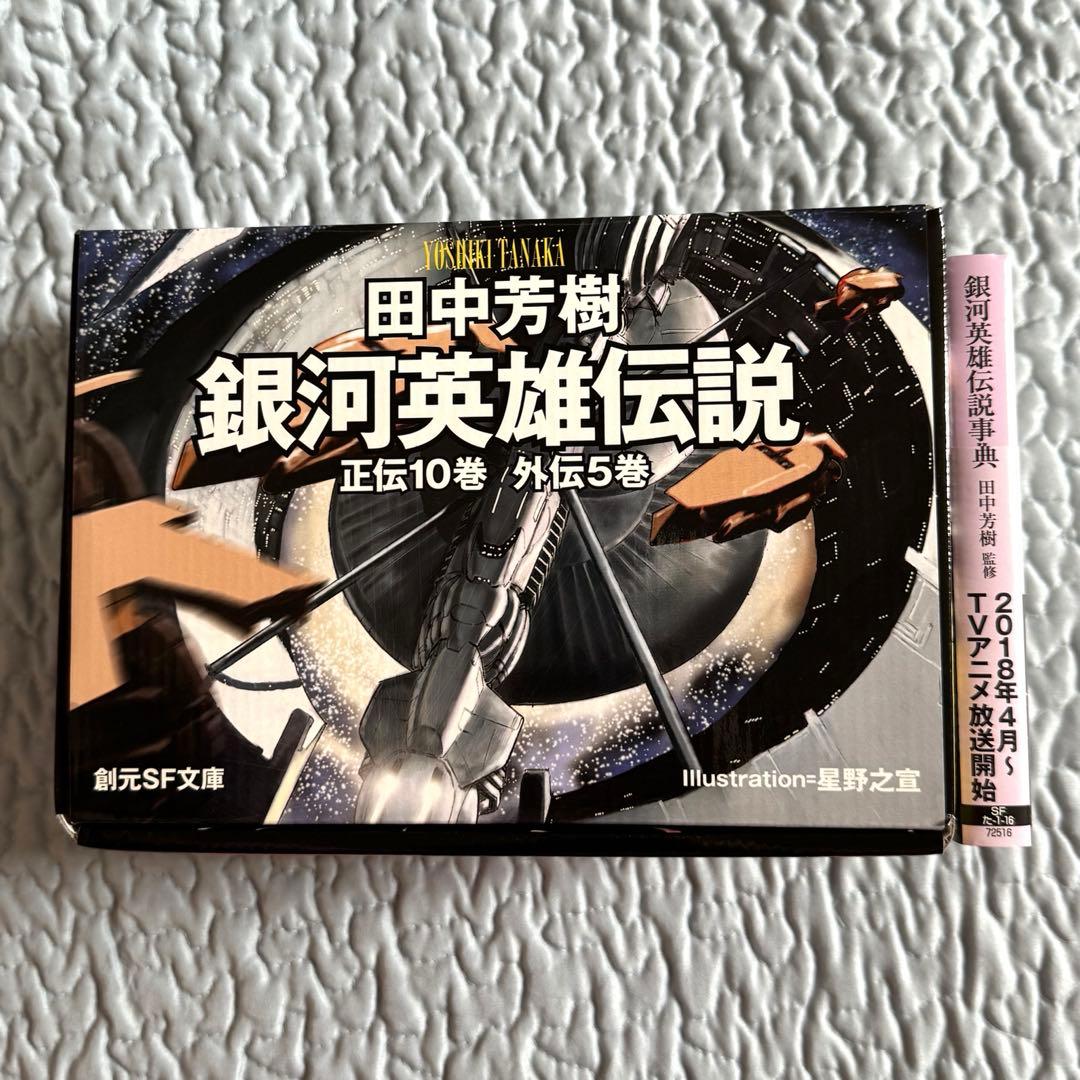 YOSHIKI TANAKA
田中芳樹
銀河英雄伝説
正伝10巻 外伝5巻
創元SF文庫
Illustration=星野之宣
銀河英雄伝説事典
田中芳樹 監修
2018年4月～
TVアニメ放送開始
SF
た-1-16
72516